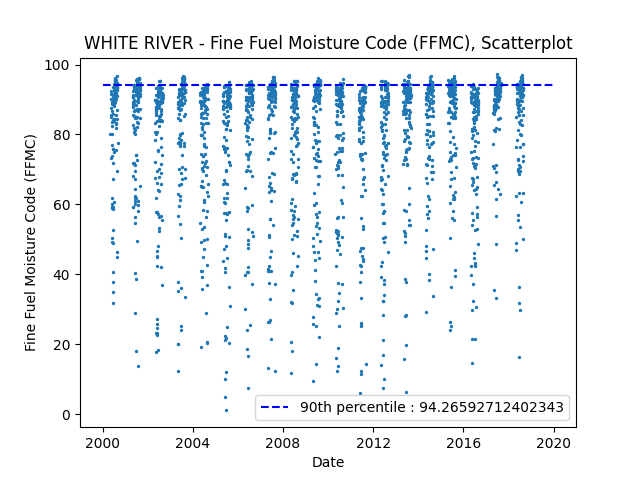 WHITE RIVER - Fine Fuel Moisture Code (FFMC), Scatterplot
100
80
60
40
20
0
Fine Fuel Moisture Code (FFMC)
90th percentile : 94.26592712402343
2000 2004 2008 2012 2016 2020
Date